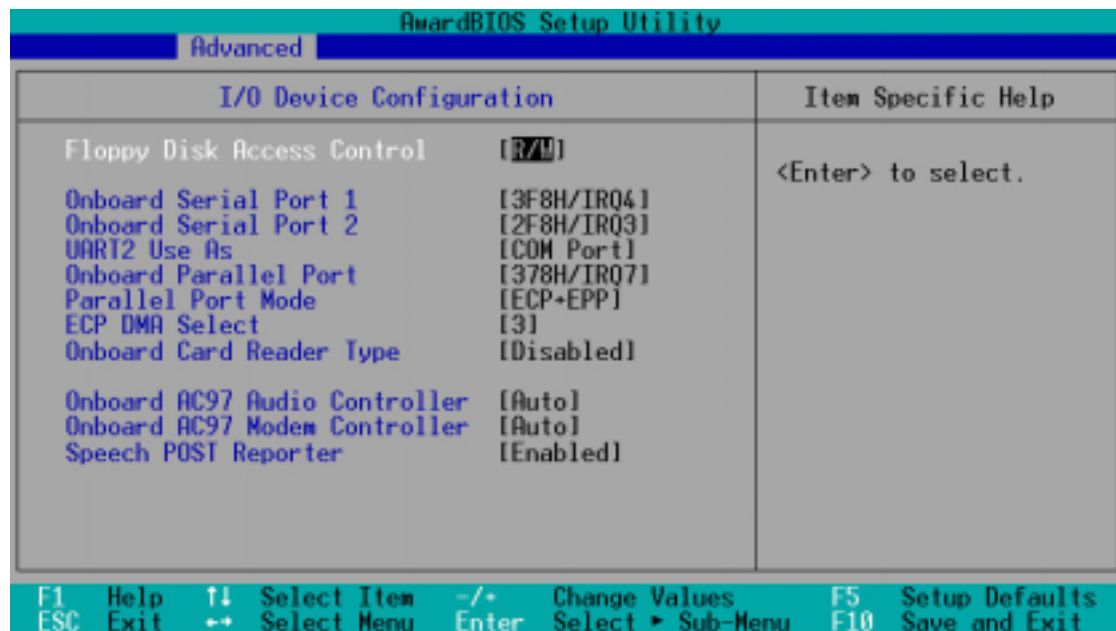 AwardBIOS Setup Utility
Advanced
I/O Device Configuration
Item Specific Help
Floppy Disk Access Control [R/W]
<Enter> to select.
Onboard Serial Port 1 [3F8H/IRQ4]
Onboard Serial Port 2 [2F8H/IRQ3]
UART2 Use As [COM Port]
Onboard Parallel Port [378H/IRQ7]
Parallel Port Mode [ECP+EPP]
ECP DMA Select [3]
Onboard Card Reader Type [Disabled]
Onboard AC97 Audio Controller [Auto]
Onboard AC97 Modem Controller [Auto]
Speech POST Reporter [Enabled]
F1 Help ↑↓ Select Item -/+ Change Values F5 Setup Defaults
ESC Exit ←→ Select Menu Enter Select ► Sub-Menu F10 Save and Exit